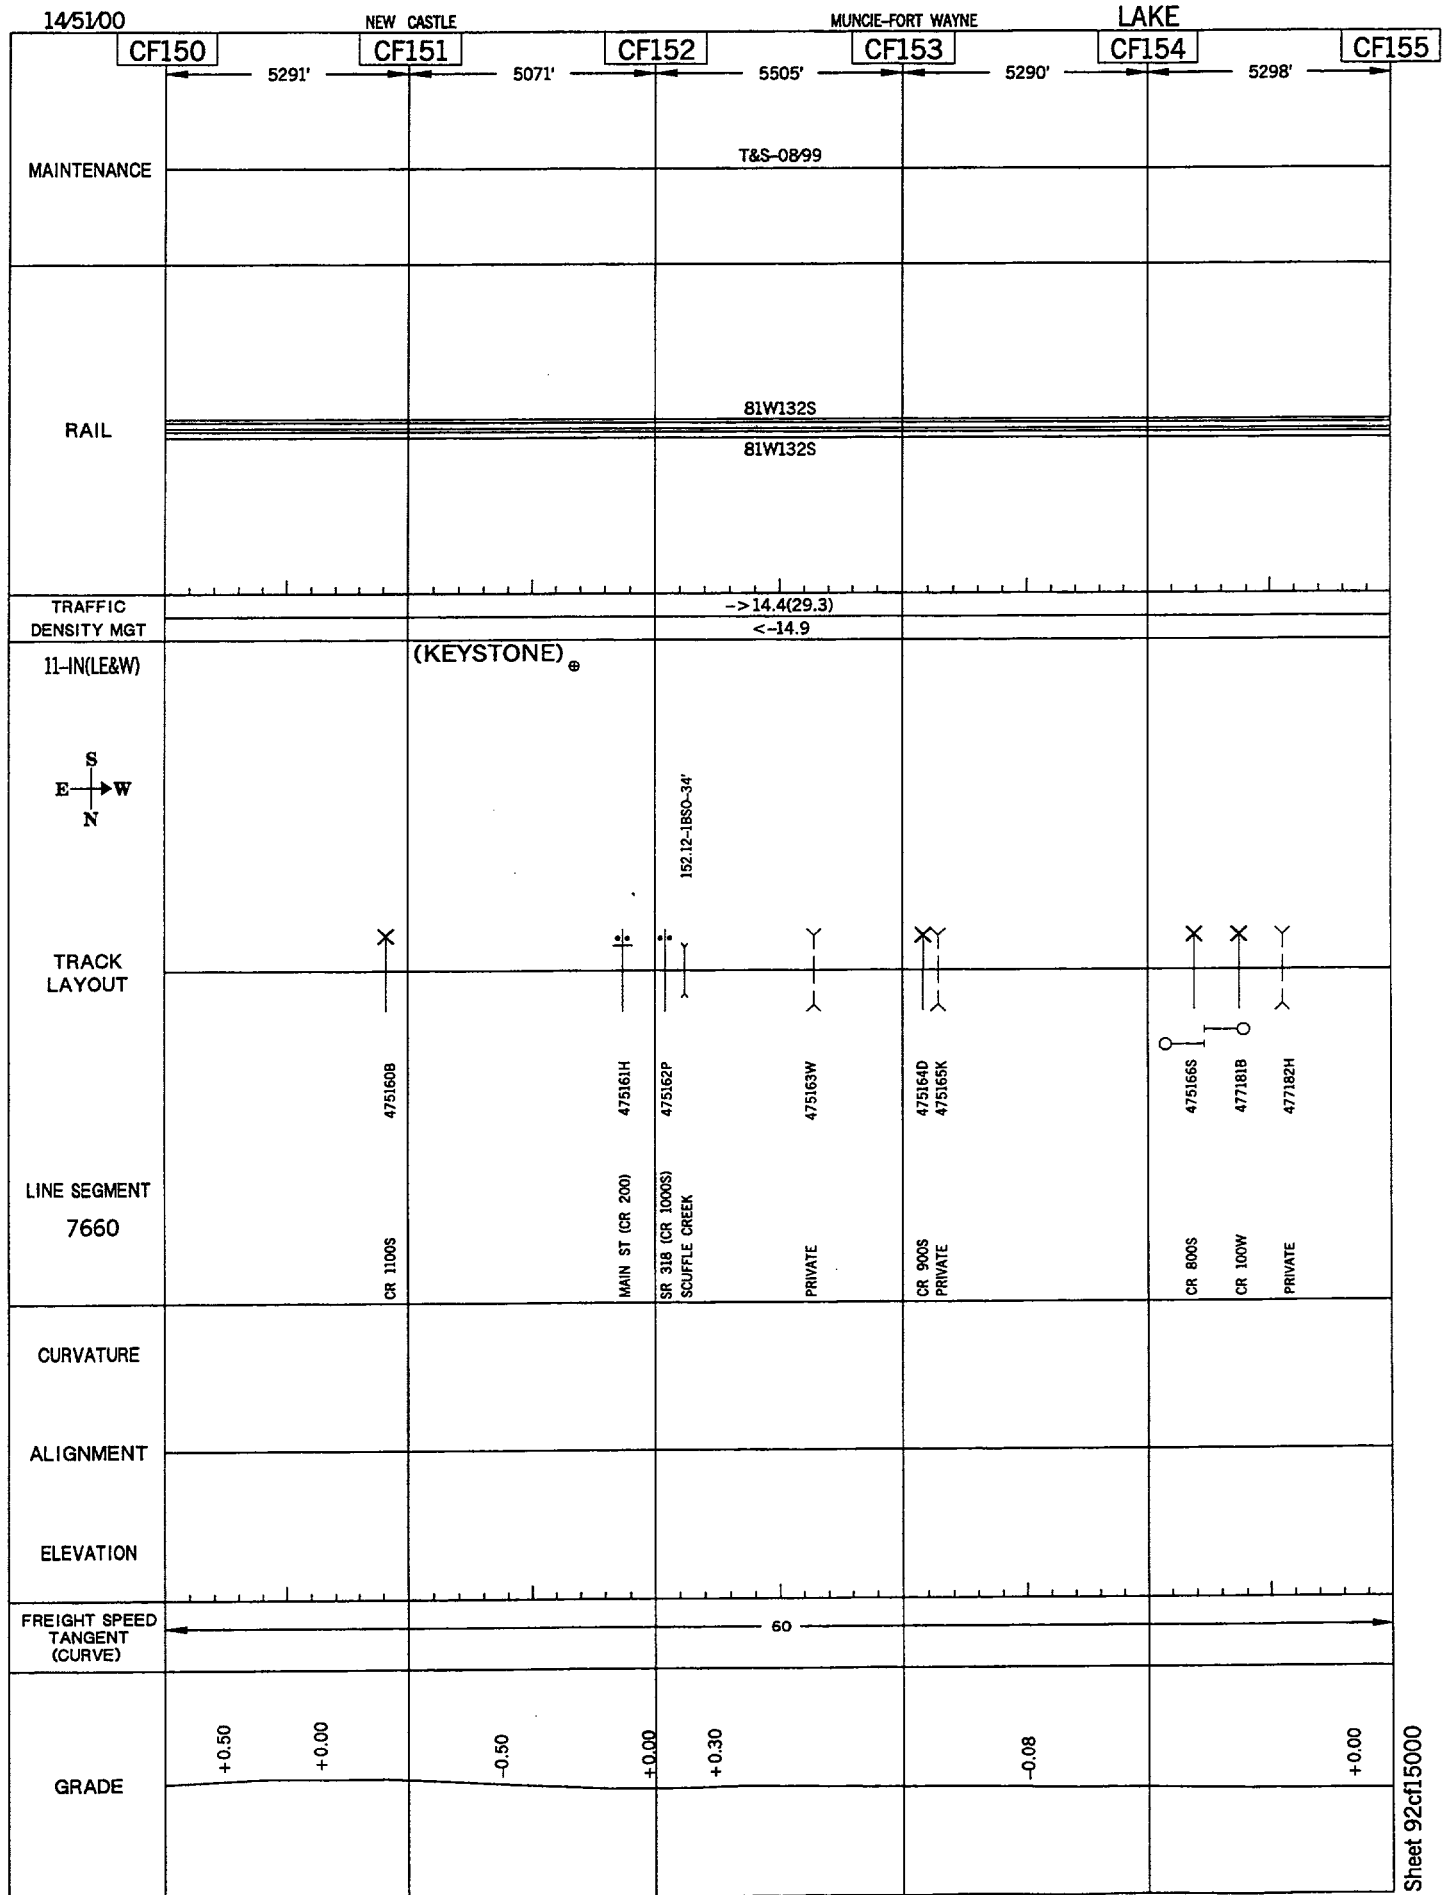 14/51/00 NEW CASTLE MUNCIE-FORT WAYNE LAKE
CF150 CF151 CF152 CF153 CF154 CF155
5291' 5071' 5505' 5290' 5298'
MAINTENANCE
T&S-08/99
RAIL
81W132S
81W132S
TRAFFIC
DENSITY MGT
->14.4(29.3)
<-14.9
11-IN(LE&W)
(KEYSTONE)
S
E W
N
152.12-1BSO-34'
TRACK
LAYOUT
475160B
475161H
475162P
475163W
475164D
475165K
475166S
477181B
477182H
LINE SEGMENT
7660
CR 1100S
MAIN ST (CR 200)
SR 318 (CR 1000S)
SCUFFLE CREEK
PRIVATE
CR 900S
PRIVATE
CR 800S
CR 100W
PRIVATE
CURVATURE
ALIGNMENT
ELEVATION
FREIGHT SPEED
TANGENT
(CURVE)
60
GRADE
+0.50
+0.00
-0.50
+0.00
+0.30
-0.08
+0.00
Sheet 92cf15000